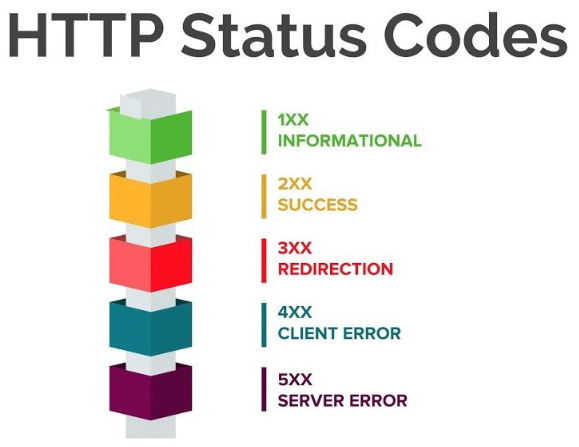 HTTP Status Codes
1XX
INFORMATIONAL
2XX
SUCCESS
3XX
REDIRECTION
4XX
CLIENT ERROR
5XX
SERVER ERROR